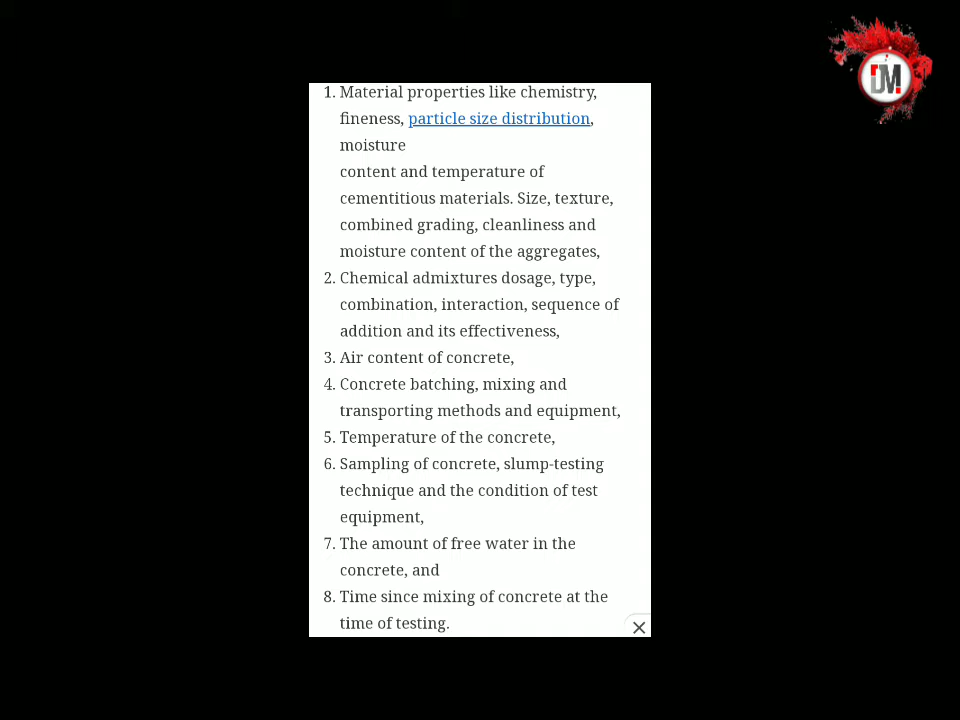 1. Material properties like chemistry,
fineness, particle size distribution,
moisture
content and temperature of
cementitious materials. Size, texture,
combined grading, cleanliness and
moisture content of the aggregates,
2. Chemical admixtures dosage, type,
combination, interaction, sequence of
addition and its effectiveness,
3. Air content of concrete,
4. Concrete batching, mixing and
transporting methods and equipment,
5. Temperature of the concrete,
6. Sampling of concrete, slump-testing
technique and the condition of test
equipment,
7. The amount of free water in the
concrete, and
8. Time since mixing of concrete at the
time of testing.